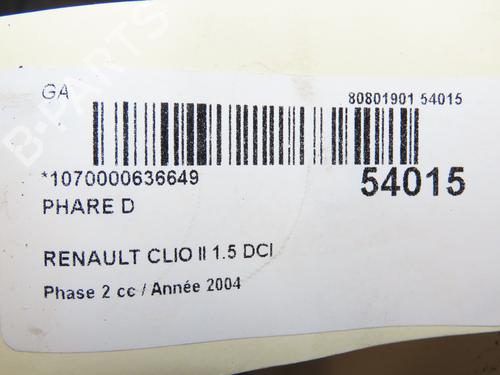 GA
80801901 54015
*1070000636649
54015
PHARE D
RENAULT CLIO II 1.5 DCI
Phase 2 cc / Année 2004
B-PARTS